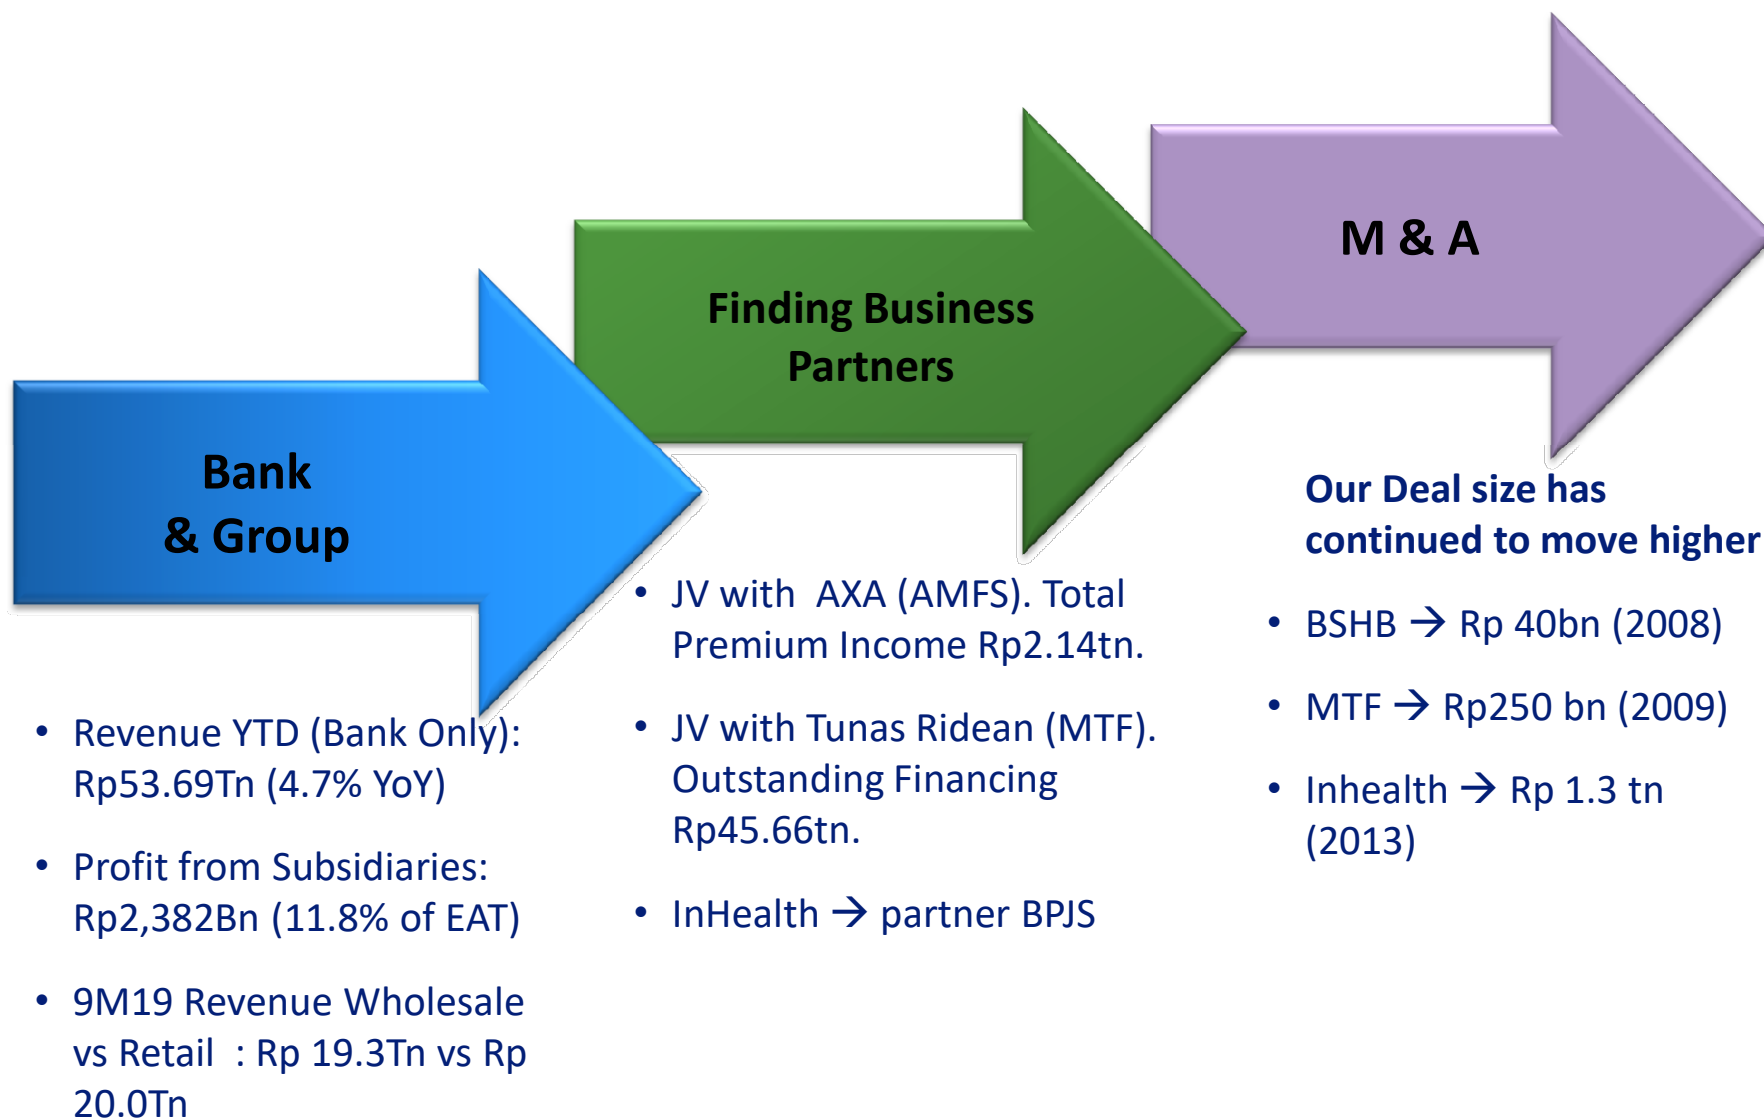 Bank
& Group
• Revenue YTD (Bank Only):
Rp53.69Tn (4.7% YoY)
• Profit from Subsidiaries:
Rp2,382Bn (11.8% of EAT)
• 9M19 Revenue Wholesale
vs Retail : Rp 19.3Tn vs Rp
20.0Tn
Finding Business
Partners
• JV with AXA (AMFS). Total
Premium Income Rp2.14tn.
• JV with Tunas Ridean (MTF).
Outstanding Financing
Rp45.66tn.
• InHealth → partner BPJS
M & A
Our Deal size has
continued to move higher
• BSHB → Rp 40bn (2008)
• MTF → Rp250 bn (2009)
• Inhealth → Rp 1.3 tn
(2013)